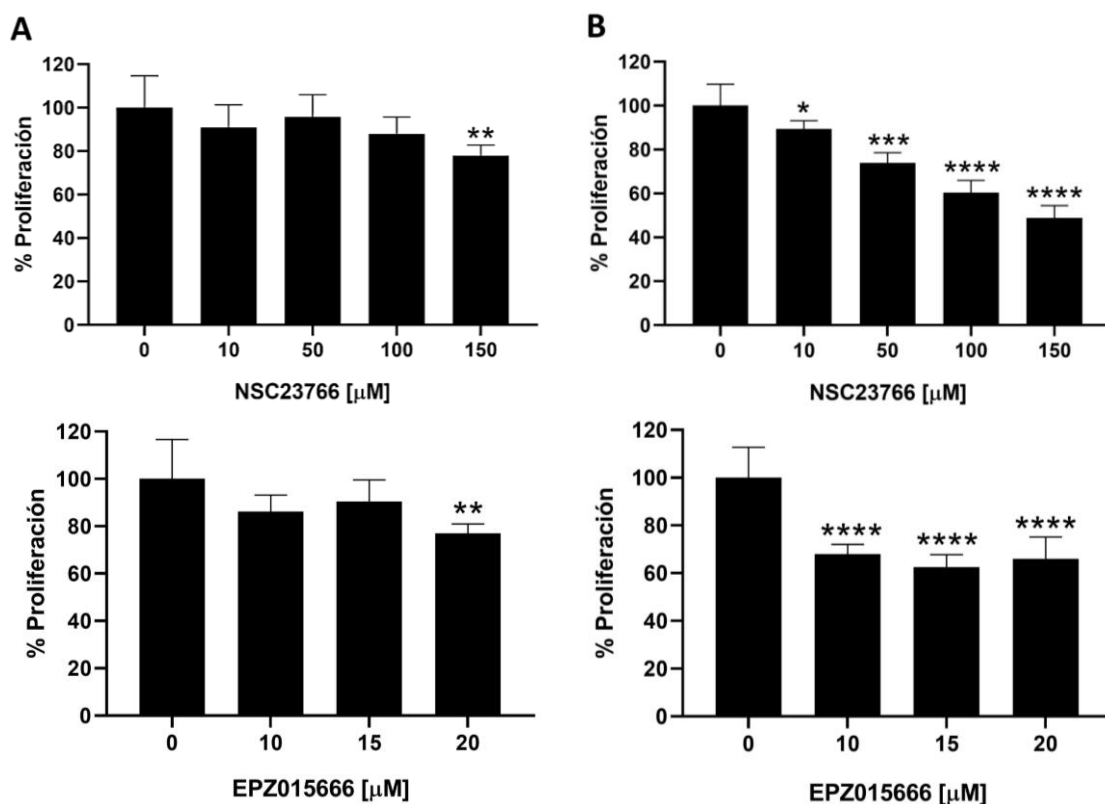 A
% Proliferación
120
100
80
60
40
20
0
**
0 10 50 100 150
NSC23766 [μM]
B
% Proliferación
120
100
80
60
40
20
0
* *** **** ****
0 10 50 100 150
NSC23766 [μM]
% Proliferación
120
100
80
60
40
20
0
**
0 10 15 20
EPZ015666 [μM]
% Proliferación
120
100
80
60
40
20
0
**** **** ****
0 10 15 20
EPZ015666 [μM]